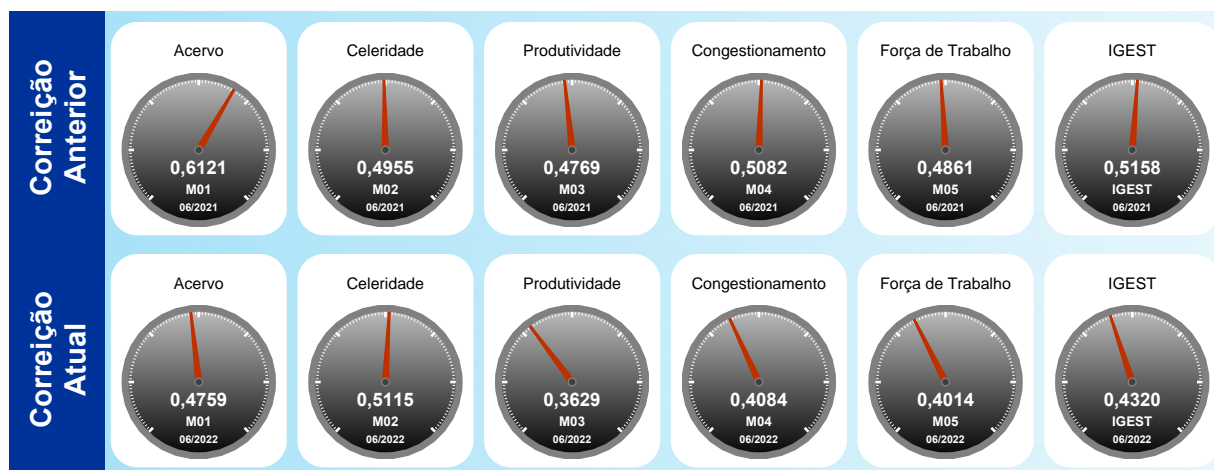 Correição
Anterior
Acervo
0,6121
M01
06/2021
Celeridade
0,4955
M02
06/2021
Produtividade
0,4769
M03
06/2021
Congestionamento
0,5082
M04
06/2021
Força de Trabalho
0,4861
M05
06/2021
IGEST
0,5158
IGEST
06/2021
Correição
Atual
Acervo
0,4759
M01
06/2022
Celeridade
0,5115
M02
06/2022
Produtividade
0,3629
M03
06/2022
Congestionamento
0,4084
M04
06/2022
Força de Trabalho
0,4014
M05
06/2022
IGEST
0,4320
IGEST
06/2022